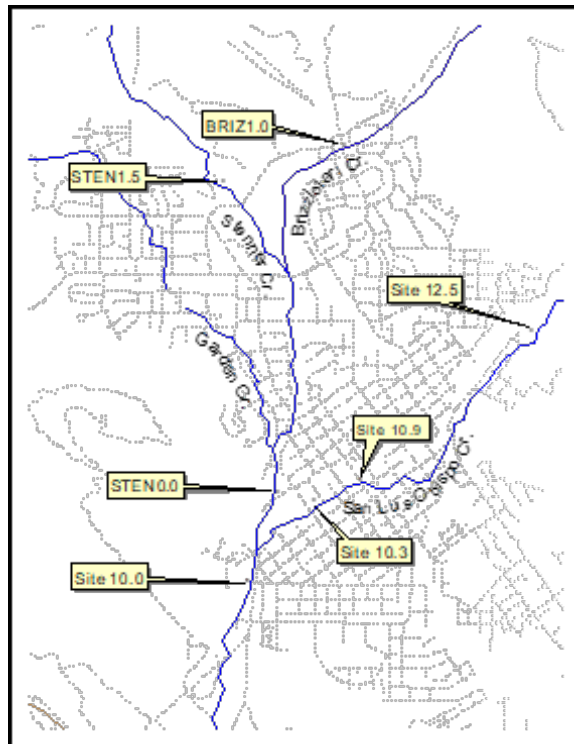 BRIZ1.0
STEN1.5
Brizziolari Cr.
Stenner Cr.
Site 12.5
Garden Cr.
Site 10.9
STEN0.0
San Luis Obispo Cr.
Site 10.3
Site 10.0